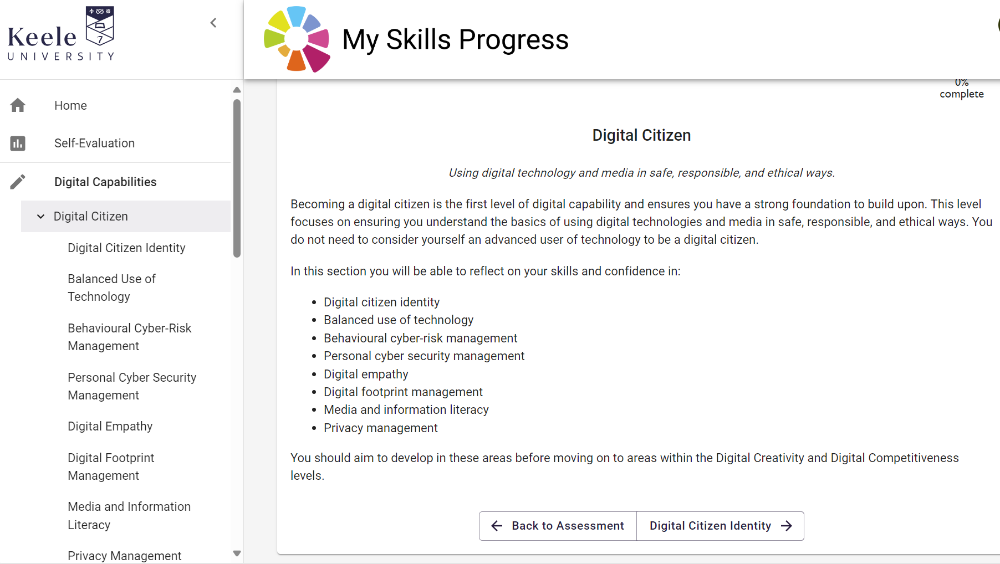 Keele
UNIVERSITY
My Skills Progress
Home
Self-Evaluation
Digital Capabilities
Digital Citizen
Digital Citizen Identity
Balanced Use of
Technology
Behavioural Cyber-Risk
Management
Personal Cyber Security
Management
Digital Empathy
Digital Footprint
Management
Media and Information
Literacy
Privacy Management
0%
complete
Digital Citizen
Using digital technology and media in safe, responsible, and ethical ways.
Becoming a digital citizen is the first level of digital capability and ensures you have a strong foundation to build upon. This level
focuses on ensuring you understand the basics of using digital technologies and media in safe, responsible, and ethical ways. You
do not need to consider yourself an advanced user of technology to be a digital citizen.
In this section you will be able to reflect on your skills and confidence in:
• Digital citizen identity
• Balanced use of technology
• Behavioural cyber-risk management
• Personal cyber security management
• Digital empathy
• Digital footprint management
• Media and information literacy
• Privacy management
You should aim to develop in these areas before moving on to areas within the Digital Creativity and Digital Competitiveness
levels.
Back to Assessment
Digital Citizen Identity